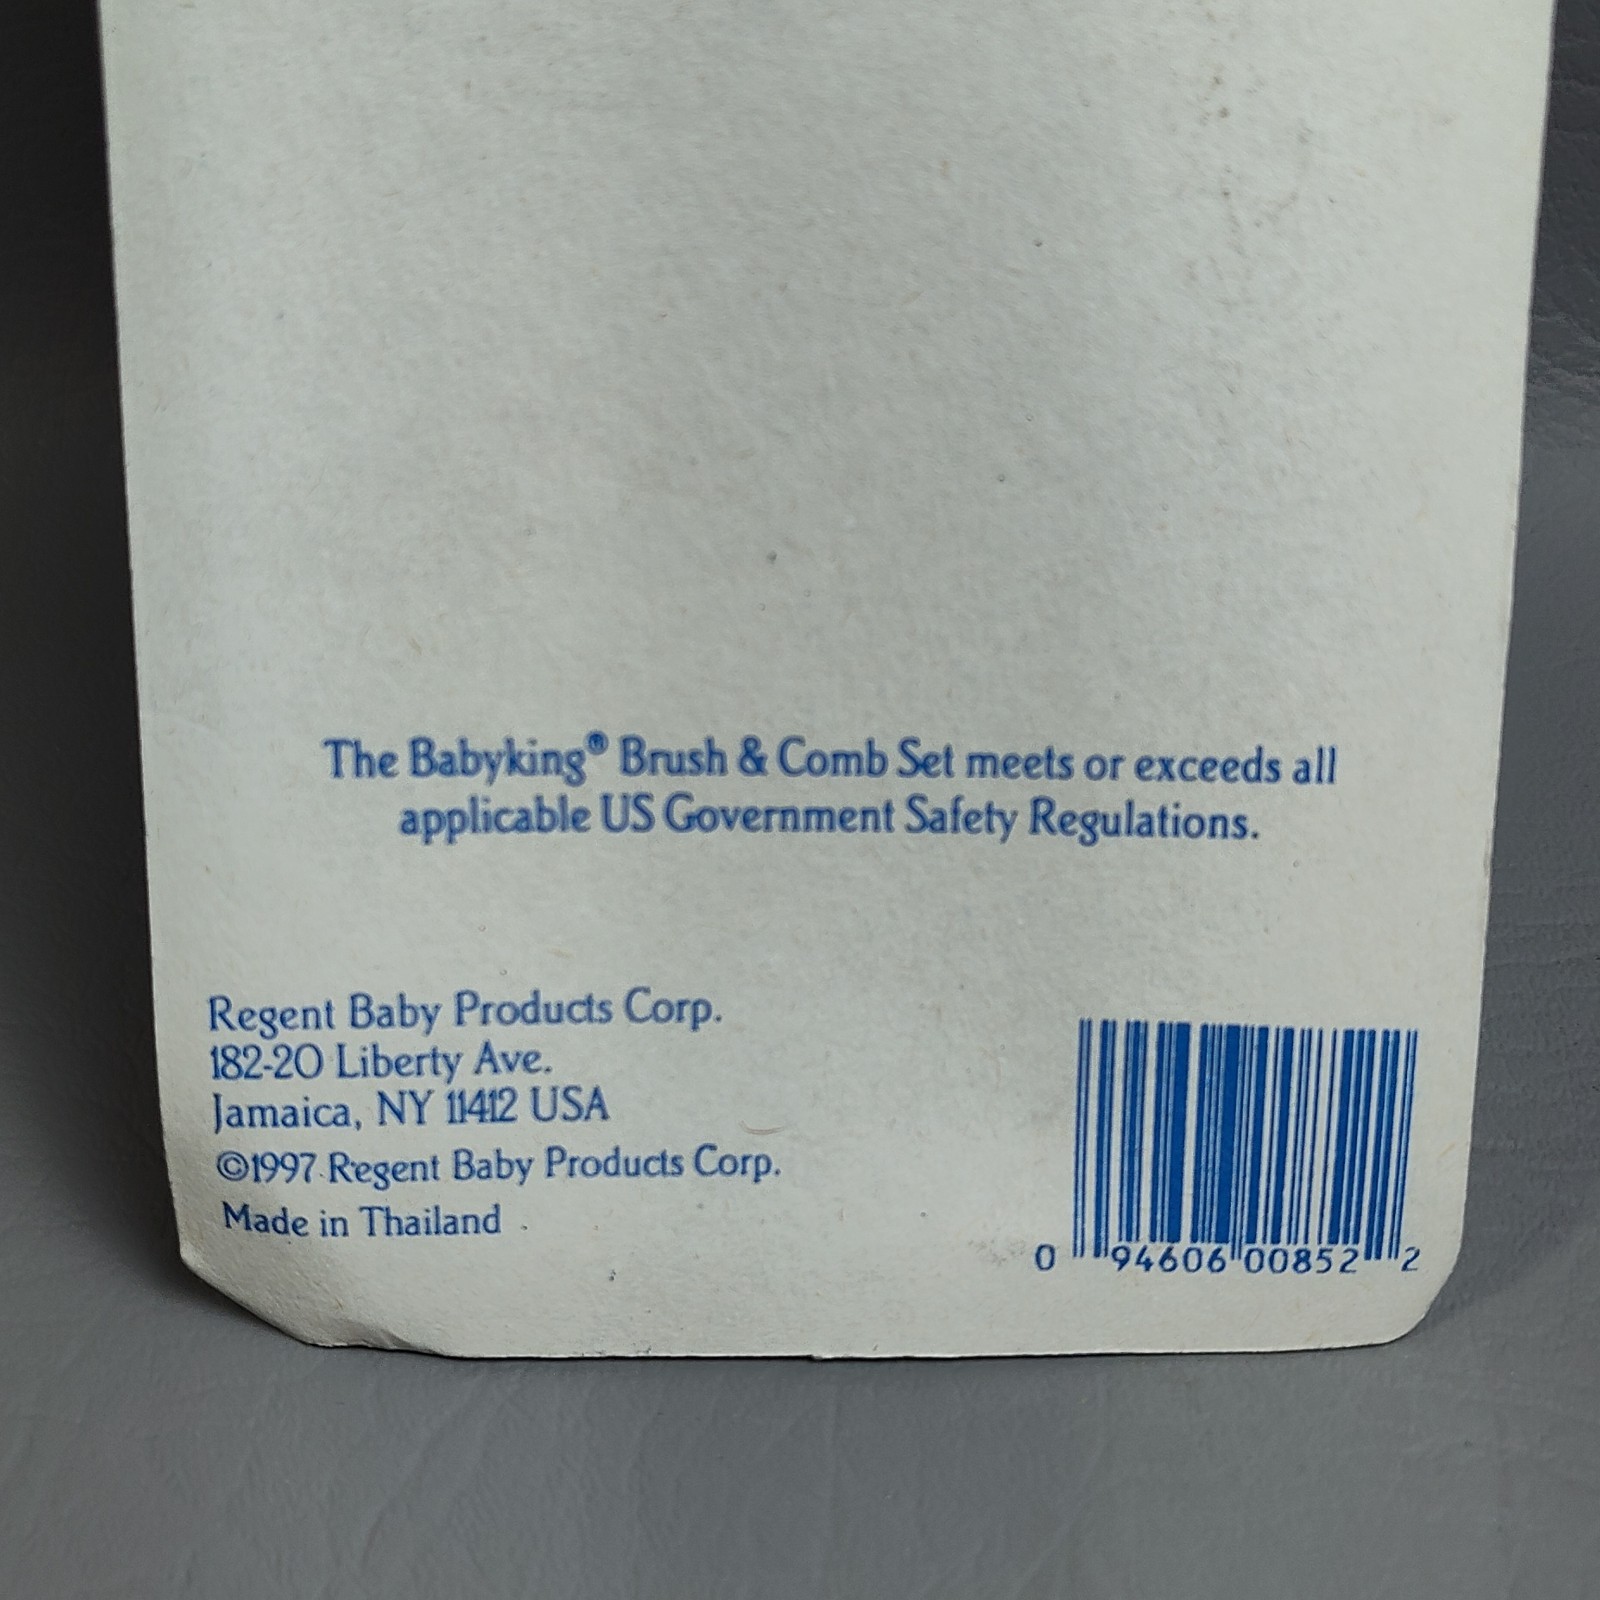 The Babyking® Brush & Comb Set meets or exceeds all
applicable US Government Safety Regulations.
Regent Baby Products Corp.
182-20 Liberty Ave.
Jamaica, NY 11412 USA
©1997 Regent Baby Products Corp.
Made in Thailand
0 94606 00852 2